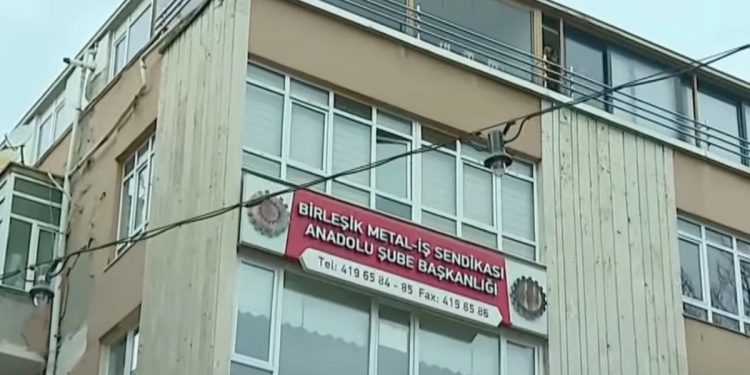 BİRLEŞİK METAL-İŞ SENDİKASI
ANADOLU ŞUBE BAŞKANLIĞI
Tel: 419 65 84 - 85 Fax: 419 65 86